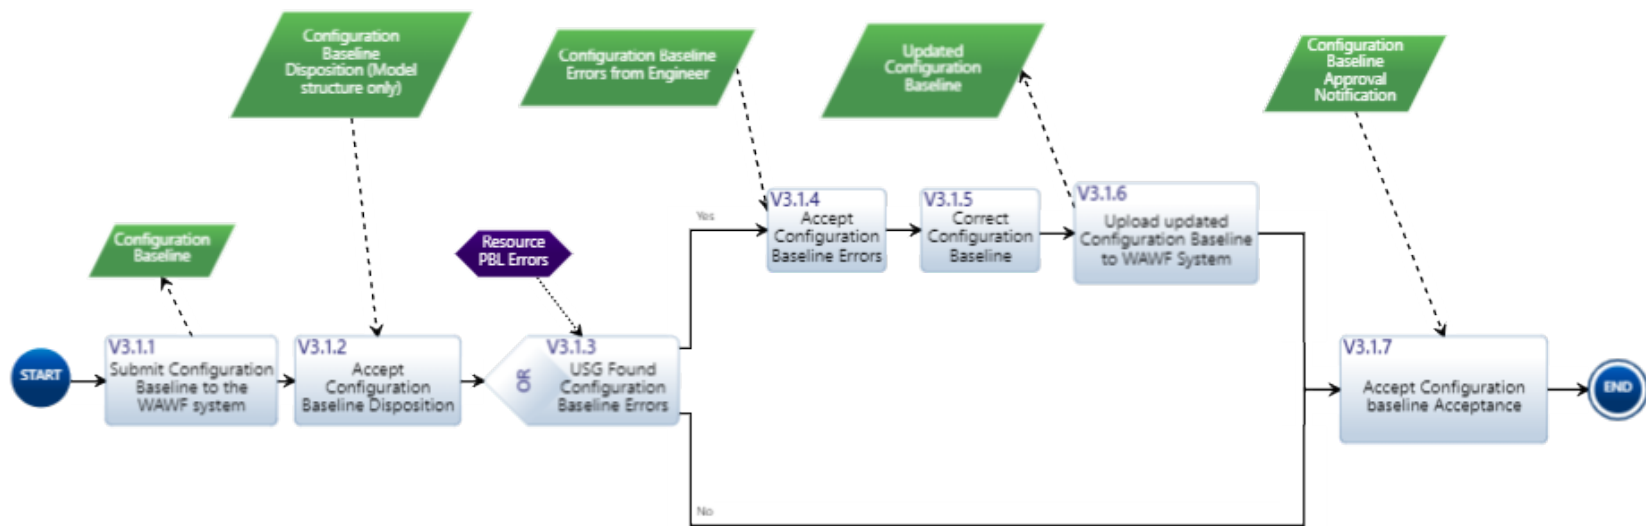 Configuration
Baseline
Disposition (Model
structure only)
Configuration Baseline
Errors from Engineer
Updated
Configuration
Baseline
Configuration
Baseline
Approval
Notification
Configuration
Baseline
Resource
PBL Errors
Yes
V3.1.4
Accept
Configuration
Baseline Errors
V3.1.5
Correct
Configuration
Baseline
V3.1.6
Upload updated
Configuration Baseline
to WAWF System
START
V3.1.1
Submit Configuration
Baseline to the
WAWF system
V3.1.2
Accept
Configuration
Baseline Disposition
OR
V3.1.3
USG Found
Configuration
Baseline Errors
V3.1.7
Accept Configuration
baseline Acceptance
END
No